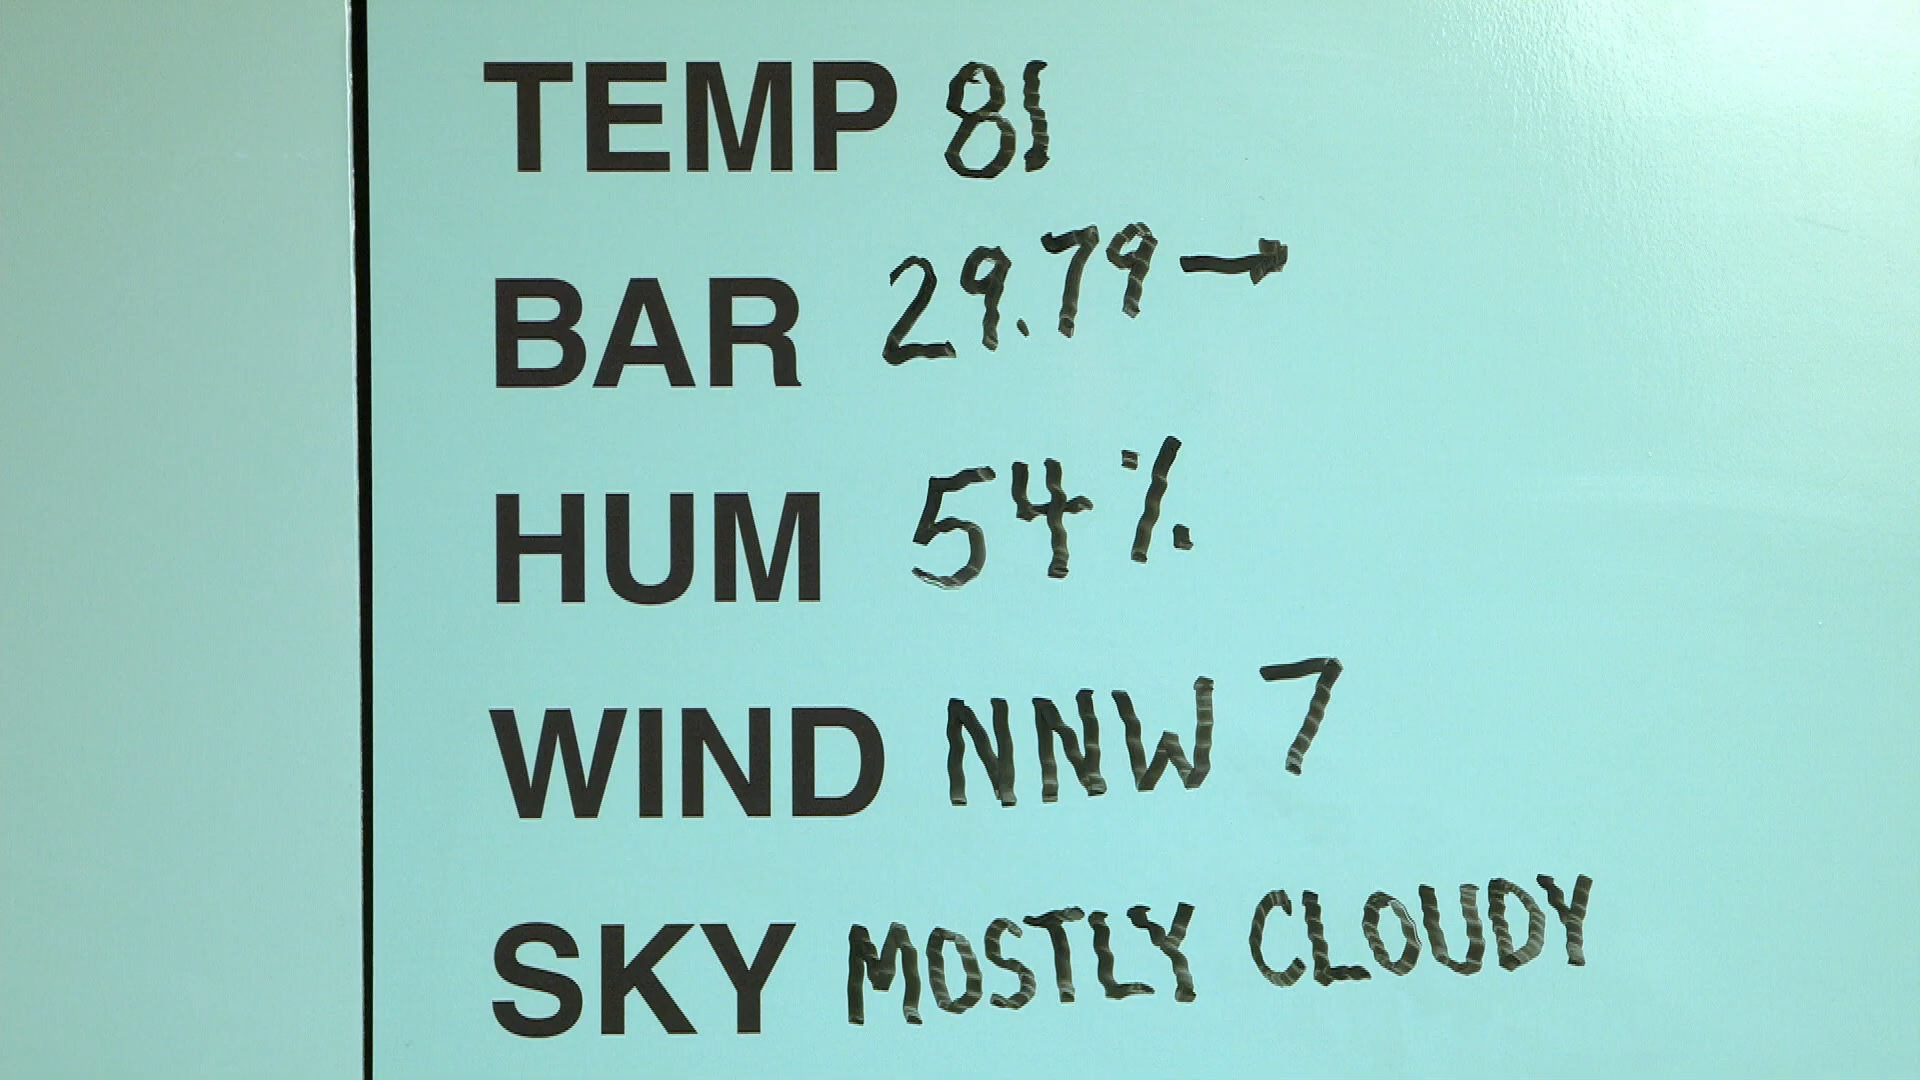 TEMP 81
BAR 29.79→
HUM 54%
WIND NNW 7
SKY MOSTLY CLOUDY